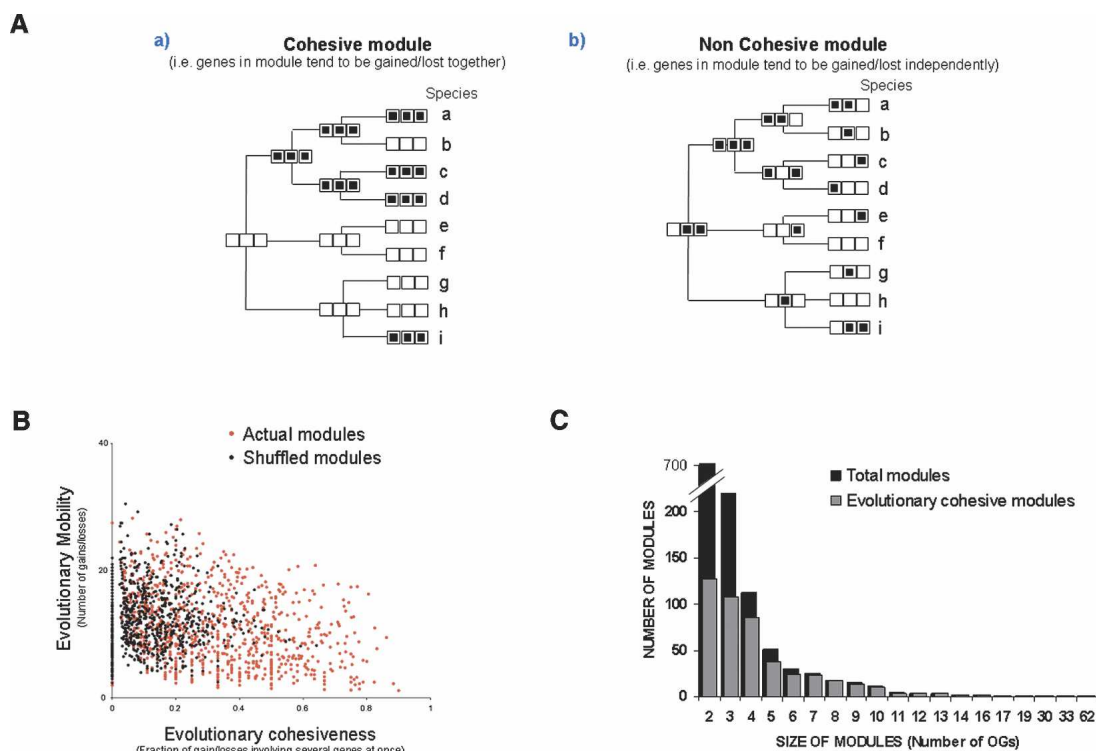 A
a)
Cohesive module
(i.e. genes in module tend to be gained/lost together)
Species
a
b
c
d
e
f
g
h
i
b)
Non Cohesive module
(i.e. genes in module tend to be gained/lost independently)
Species
a
b
c
d
e
f
g
h
i
B
Actual modules
Shuffled modules
Evolutionary Mobility
(Number of gains/losses)
40
20
0
0 0.2 0.4 0.6 0.8 1
Evolutionary cohesiveness
(Fraction of gain/losses involving several genes at once)
C
Total modules
Evolutionary cohesive modules
NUMBER OF MODULES
700
200
150
100
50
0
2 3 4 5 6 7 8 9 10 11 12 13 14 16 17 19 30 33 62
SIZE OF MODULES (Number of OGs)